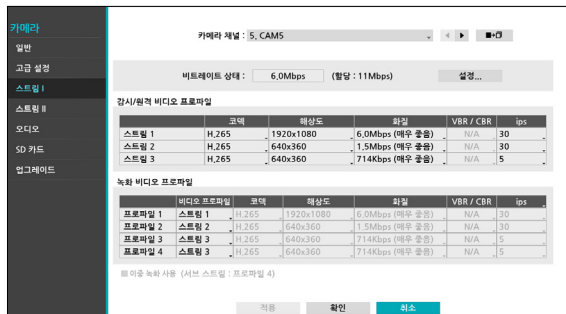 카메라
일반
고급 설정
스트림 I
스트림 II
오디오
SD 카드
업그레이드
카메라 채널 : 5, CAM5
비트레이트 상태 : 6,0Mbps (할당 : 11Mbps) 설정...
감시/원격 비디오 프로파일
코덱 해상도 화질 VBR / CBR ips
스트림 1 H,265 1920x1080 6,0Mbps (매우 좋음) N/A 30
스트림 2 H,265 640x360 1,5Mbps (매우 좋음) N/A 30
스트림 3 H,265 640x360 714Kbps (매우 좋음) N/A 5
녹화 비디오 프로파일
비디오 프로파일 코덱 해상도 화질 VBR / CBR ips
프로파일 1 스트림 1 H,265 1920x1080 6,0Mbps (매우 좋음) N/A 30
프로파일 2 스트림 2 H,265 640x360 1,5Mbps (매우 좋음) N/A 30
프로파일 3 스트림 3 H,265 640x360 714Kbps (매우 좋음) N/A 5
프로파일 4 스트림 3 H,265 640x360 714Kbps (매우 좋음) N/A 5
이중 녹화 사용 (서브 스트림 : 프로파일 4)
적용 확인 취소